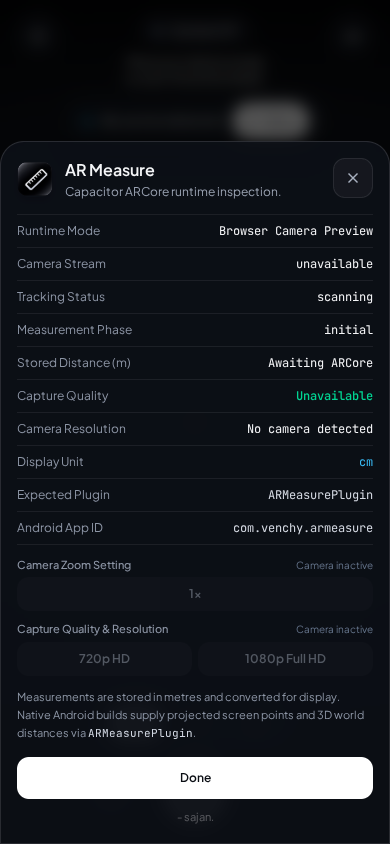 AR Measure
Capacitor ARCore runtime inspection.
Runtime Mode Browser Camera Preview
Camera Stream unavailable
Tracking Status scanning
Measurement Phase initial
Stored Distance (m) Awaiting ARCore
Capture Quality Unavailable
Camera Resolution No camera detected
Display Unit cm
Expected Plugin ARMeasurePlugin
Android App ID com.venchy.armeasure
Camera Zoom Setting Camera inactive
1×
Capture Quality & Resolution Camera inactive
720p HD 1080p Full HD
Measurements are stored in metres and converted for display.
Native Android builds supply projected screen points and 3D world
distances via ARMeasurePlugin.
Done
- sajan.